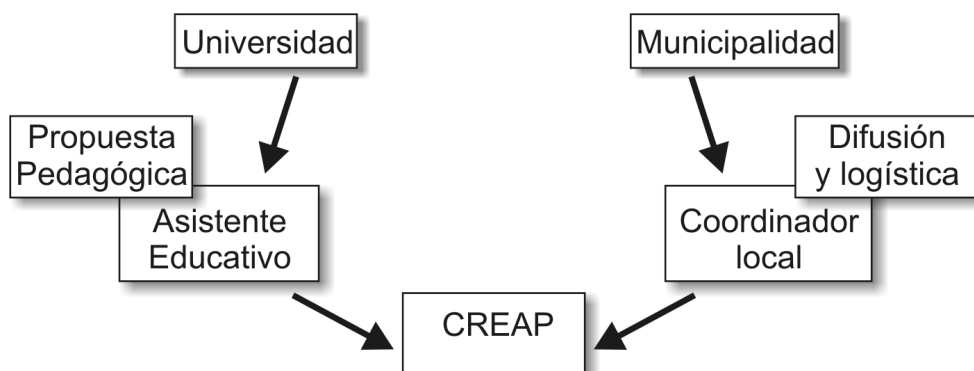 Universidad
Municipalidad
Propuesta
Pedagógica
Difusión
y logística
Asistente
Educativo
Coordinador
local
CREAP